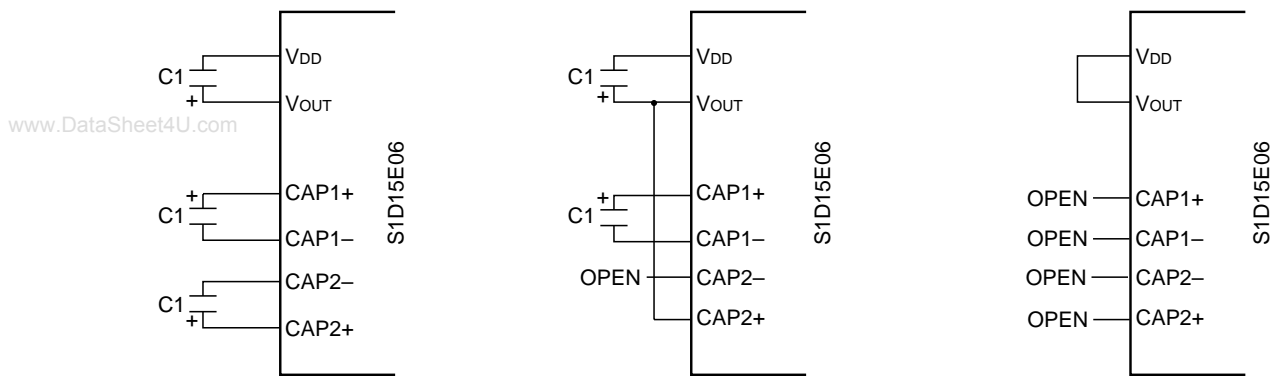 VDD
C1
+
VOUT
www.DataSheet4U.com
+
CAP1+
C1
CAP1–
CAP2–
C1
+
CAP2+
S1D15E06
VDD
C1
+
VOUT
+
CAP1+
C1
CAP1–
OPEN
CAP2–
CAP2+
S1D15E06
VDD
VOUT
OPEN
CAP1+
OPEN
CAP1–
OPEN
CAP2–
OPEN
CAP2+
S1D15E06